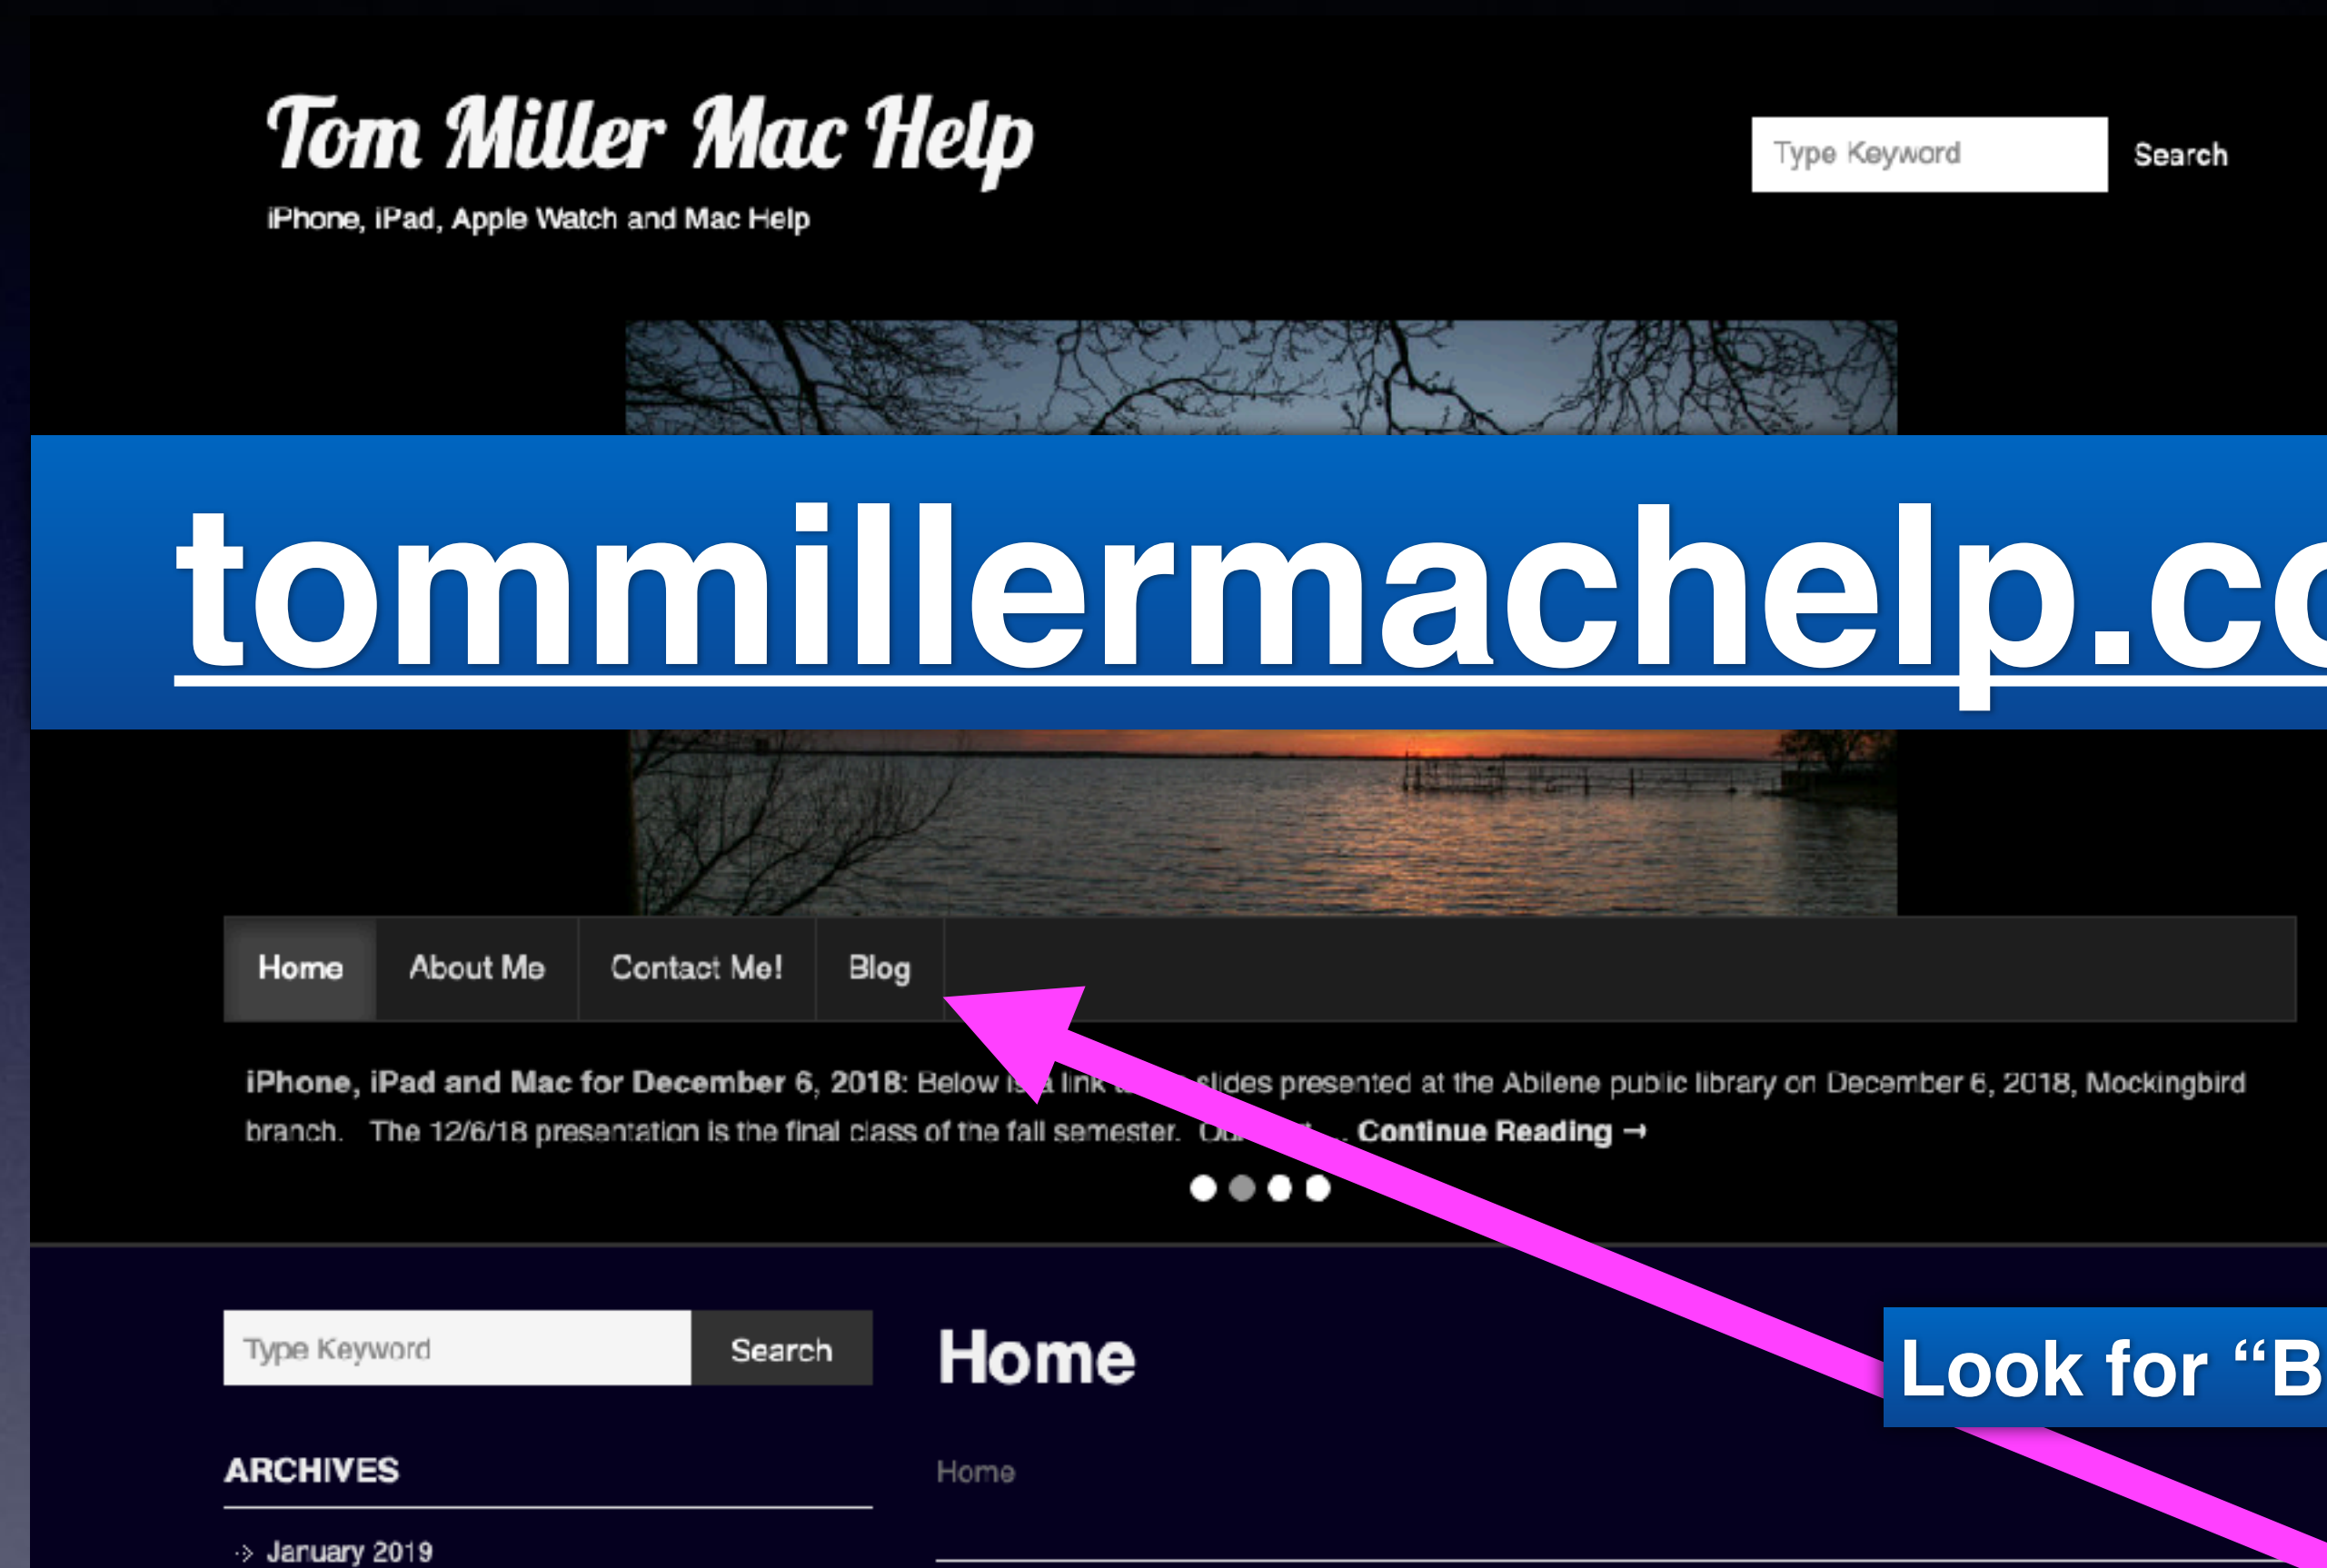 Tom Miller Mac Help
Type Keyword
Search
iPhone, iPad, Apple Watch and Mac Help
tommillermachelp.co
Home
About Me
Contact Me!
Blog
iPhone, iPad and Mac for December 6, 2018: Below is a link slides presented at the Abilene public library on December 6, 2018, Mockingbird
branch. The 12/6/18 presentation is the final class of the fall semester. ... Continue Reading →
Type Keyword
Search
Home
Look for “B
ARCHIVES
Home
January 2019